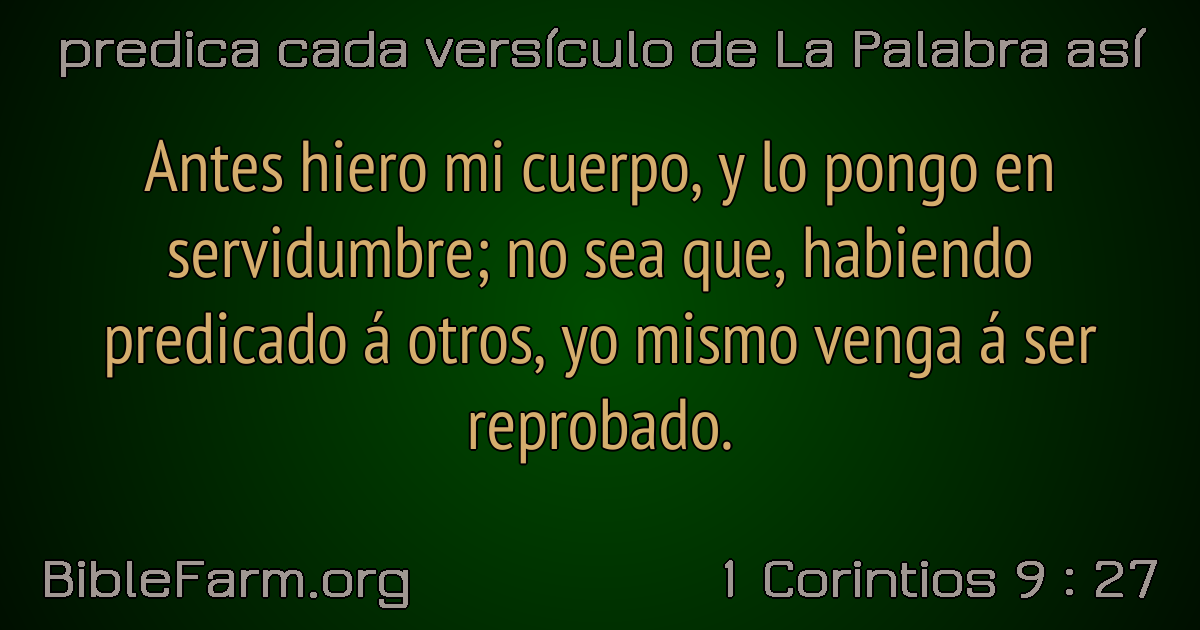 predica cada versículo de La Palabra así
Antes hiero mi cuerpo, y lo pongo en
servidumbre; no sea que, habiendo
predicado á otros, yo mismo venga á ser
reprobado.
BibleFarm.org
1 Corintios 9 : 27